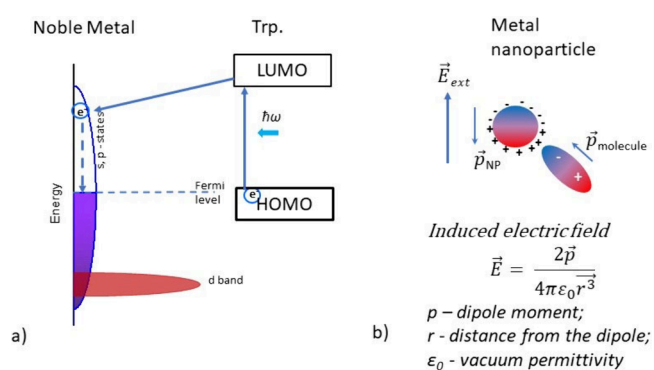 Noble Metal
Trp.
LUMO
e⁻
s, p - states
ħω
Fermi
level
e⁻
HOMO
Energy
d band
a)
Metal
nanoparticle
E⃗ext
p⃗NP
p⃗molecule
Induced electric field
E⃗ = 2p⃗ / 4πε₀r⃗³
p – dipole moment;
r - distance from the dipole;
b)
ε₀ - vacuum permittivity